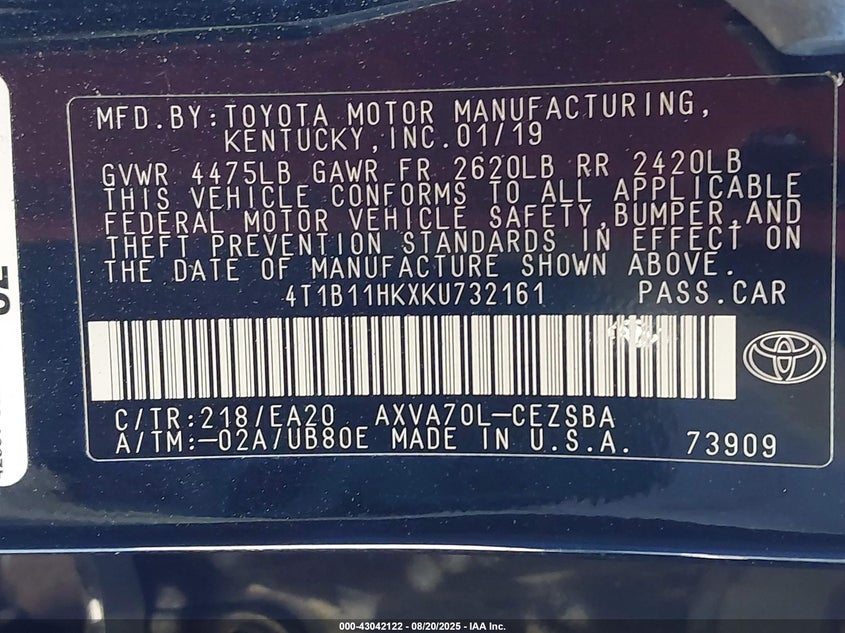 MFD.BY:TOYOTA MOTOR MANUFACTURING,
KENTUCKY,INC.01/19
GVWR 4475LB GAWR FR 2620LB RR 2420LB
THIS VEHICLE CONFORMS TO ALL APPLICABLE
FEDERAL MOTOR VEHICLE SAFETY,BUMPER,AND
THEFT PREVENTION STANDARDS IN EFFECT ON
THE DATE OF MANUFACTURE SHOWN ABOVE.
4T1B11HKXKU732161 PASS.CAR
C/TR:218/EA20 AXVA70L-CEZSBA
A/TM:-02A/UB80E MADE IN U.S.A. 73909
000-43042122 - 08/20/2025 - IAA Inc.